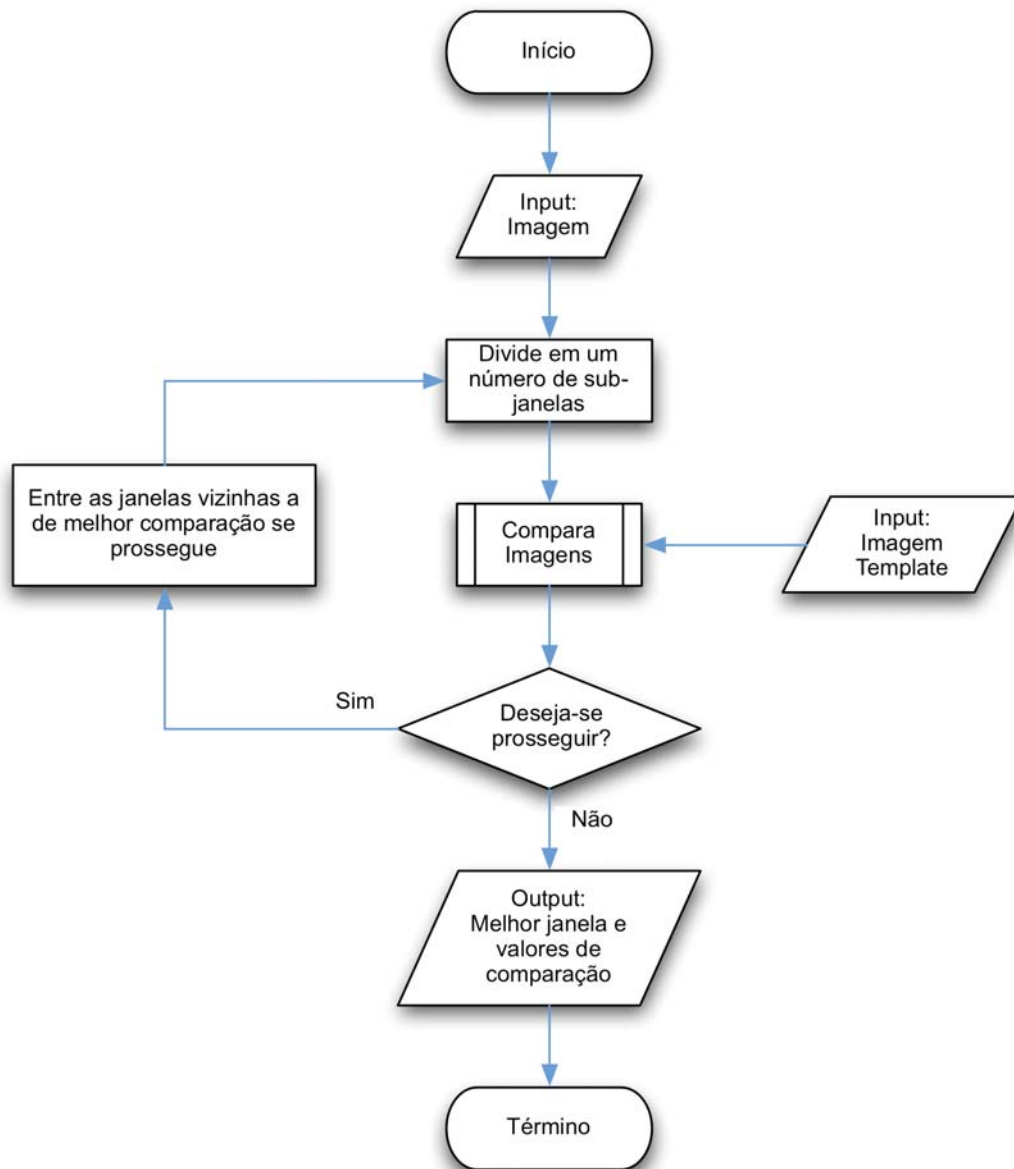 Início
Input:
Imagem
Divide em um
número de sub-
janelas
Entre as janelas vizinhas a
de melhor comparação se
prossegue
Compara
Imagens
Input:
Imagem
Template
Sim
Deseja-se
prosseguir?
Não
Output:
Melhor janela e
valores de
comparação
Término